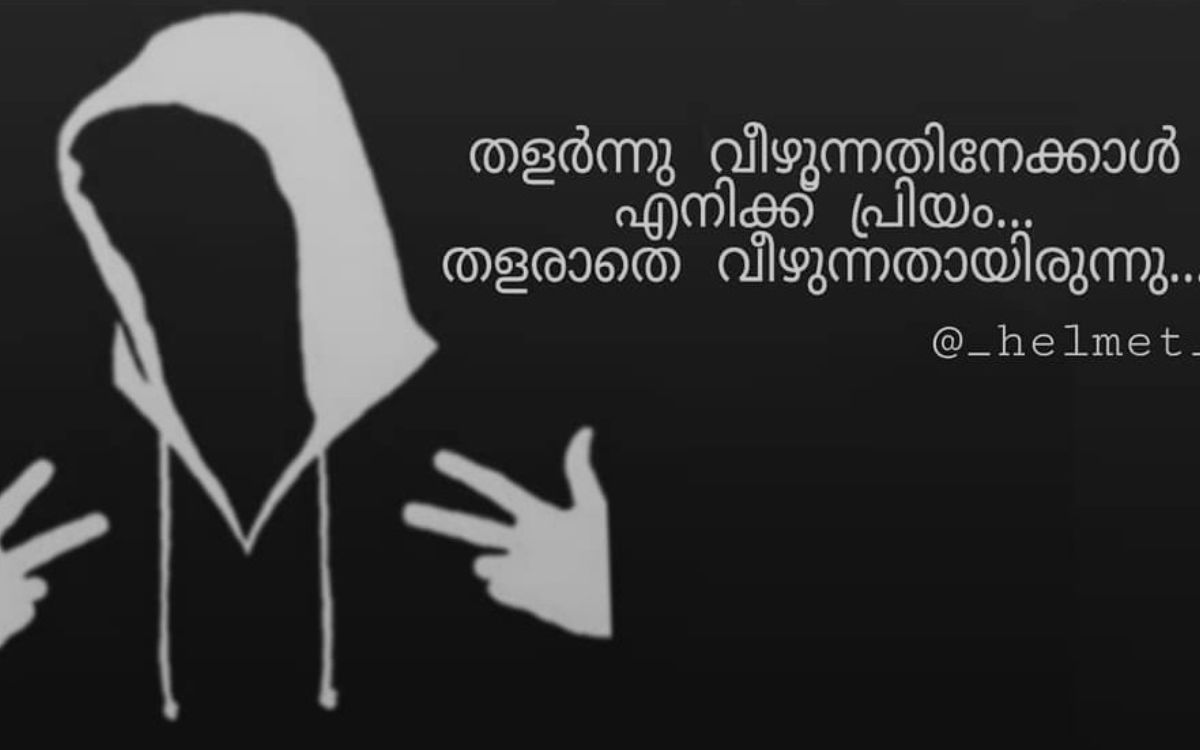 തളർന്നു വീഴുന്നതിനേക്കാൾ
എനിക്ക് പ്രിയം...
തളരാതെ വീഴുന്നതായിരുന്നു...
@_helmet_